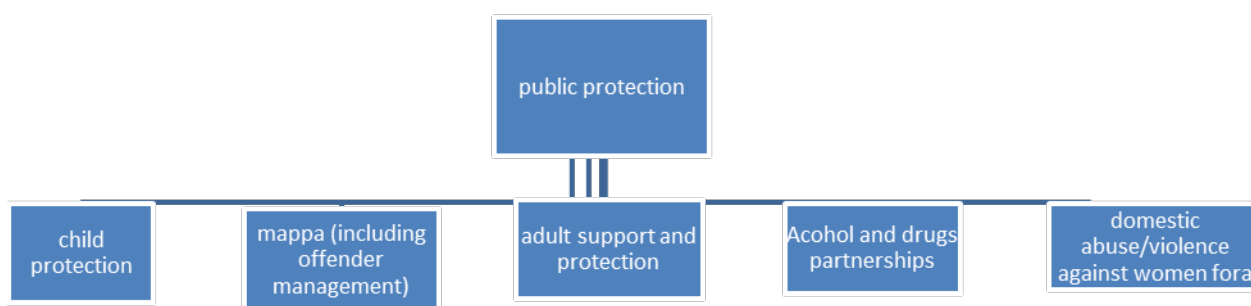 public protection
child
protection
mappa (including
offender
management)
adult support and
protection
Acohol and drugs
partnerships
domestic
abuse/violence
against women fora